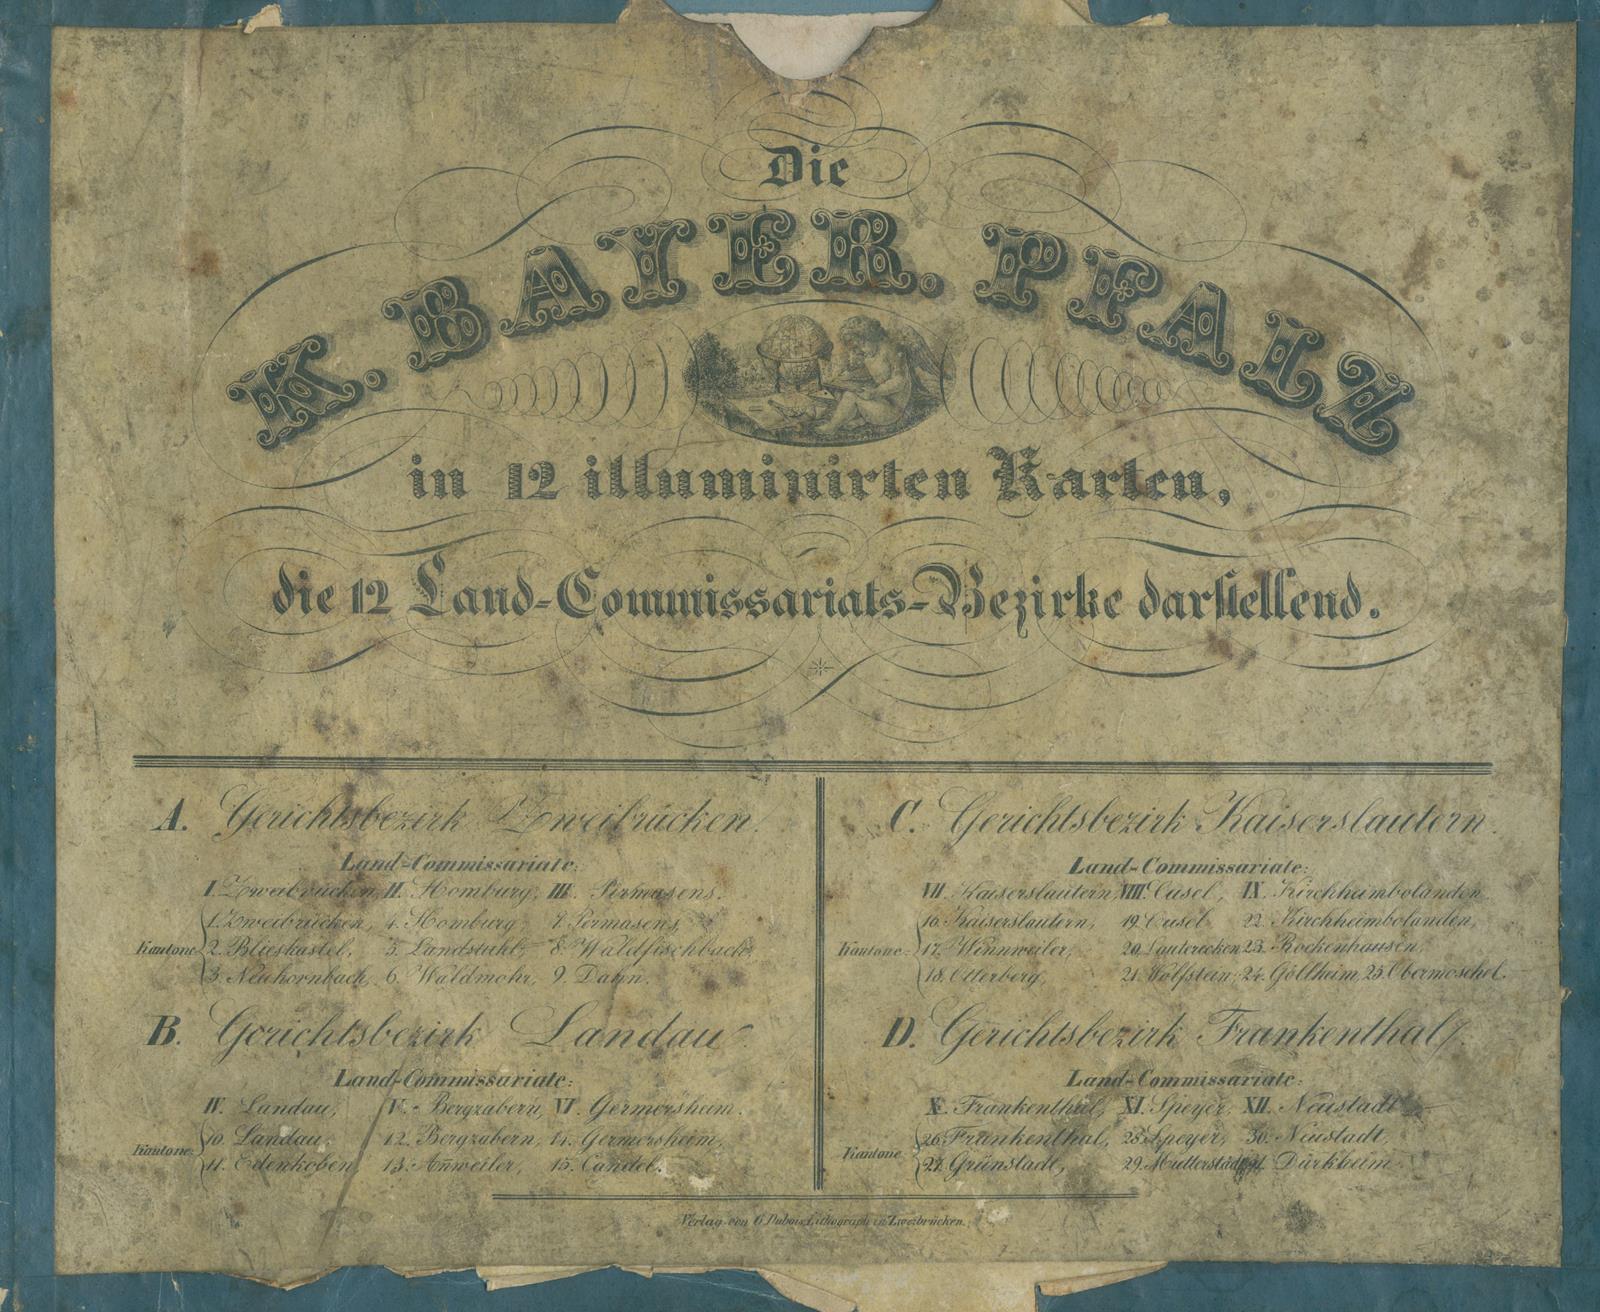 Die
K. BAYER. PFALZ
in 12 illuminirten Karten,
die 12 Land-Commissariats-Bezirke darstellend.
A. Gerichtsbezirk Zweibrücken.
Land-Commissariate:
I. Zweibrücken, II. Homburg, III. Pirmasens.
Kantone:
1. Zweibrücken, 4. Homburg, 7. Pirmasens,
2. Blieskastel, 5. Landstuhl, 8. Waldfischbach,
3. Neuhornbach, 6. Waldmohr, 9. Dahn.
B. Gerichtsbezirk Landau.
Land-Commissariate:
IV. Landau, V. Bergzabern, VI. Germersheim.
Kantone:
10. Landau, 12. Bergzabern, 14. Germersheim,
11. Edenkoben, 13. Añweiler, 15. Candel.
C. Gerichtsbezirk Kaiserslautern.
Land-Commissariate:
VII. Kaiserslautern, VIII. Cusel, IX. Kirchheimbolanden.
Kantone:
16. Kaiserslautern, 19. Cusel 22. Kirchheimbolanden,
17. Winnweiler, 20. Lauterecken 23. Rockenhausen,
18. Otterberg, 21. Wolfstein, 24. Göllheim, 25. Obermoschel.
D. Gerichtsbezirk Frankenthal.
Land-Commissariate:
X. Frankenthal, XI. Speyer, XII. Neustadt
Kantone
26. Frankenthal, 28. Speyer, 30. Neustadt,
27. Grünstadt, 29. Mutterstadt, 31. Dürkheim.
Verlag von G. Dubois, Lithograph in Zweibrücken.